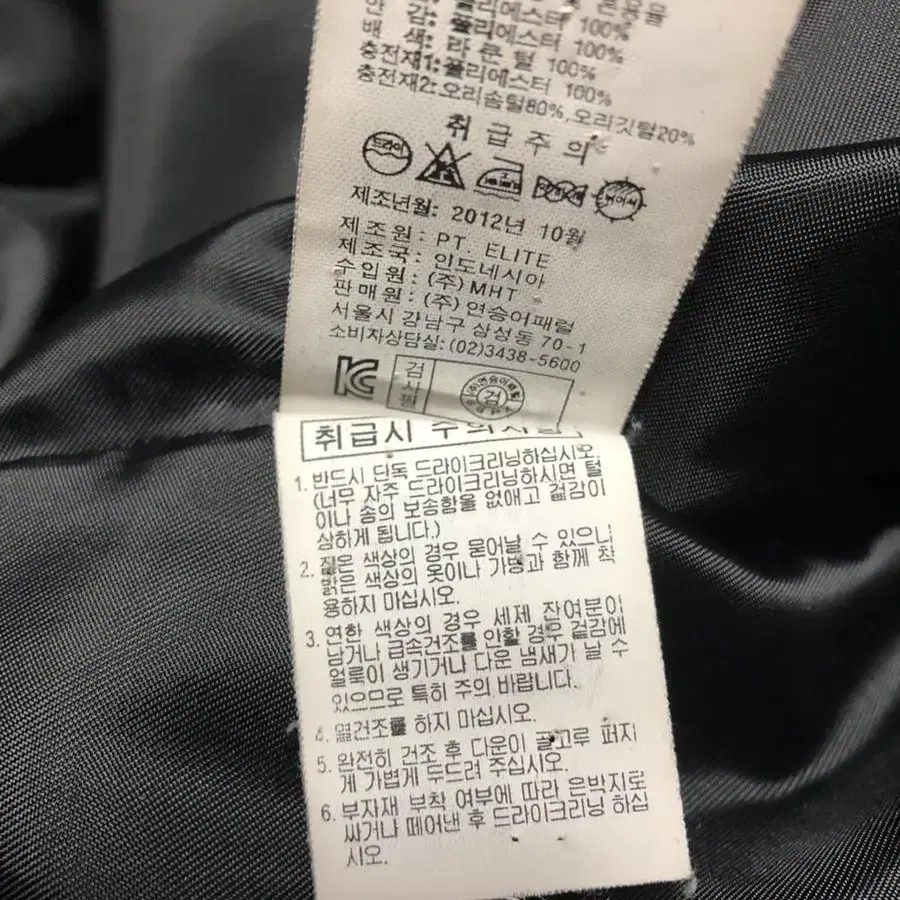 혼용률
안 감: 폴리에스터 100%
배 색: 라 쿤 털 100%
충전재1: 폴리에스터 100%
충전재2: 오리솜털80%, 오리깃털20%
취 급 주 의
드라이
제조년월: 2012년 10월
제 조 원 : PT. ELITE
제 조 국 : 인도네시아
수 입 원 : (주) MHT
판 매 원 : (주) 연승어패럴
서울시 강남구 삼성동 70-1
소비자상담실: (02)3438-5600
검사필
(주)연승어패럴
검
취급시 주의사항
1. 반드시 단독 드라이크리닝하십시오.
(너무 자주 드라이크리닝하시면 털
이나 솜의 보송함을 없애고 겉감이
상하게 됩니다.)
2. 짙은 색상의 경우 묻어날 수 있으니
밝은 색상의 옷이나 가방과 함께 착
용하지 마십시오.
3. 연한 색상의 경우 세제 잔여분이
남거나 급속건조를 안할 경우 겉감에
얼룩이 생기거나 다운 냄새가 날 수
있으므로 특히 주의 바랍니다.
4. 열건조를 하지 마십시오.
5. 완전히 건조 후 다운이 골고루 퍼지
게 가볍게 두드려 주십시오.
6. 부자재 부착 여부에 따라 은박지로
싸거나 떼어낸 후 드라이크리닝 하십
시오.